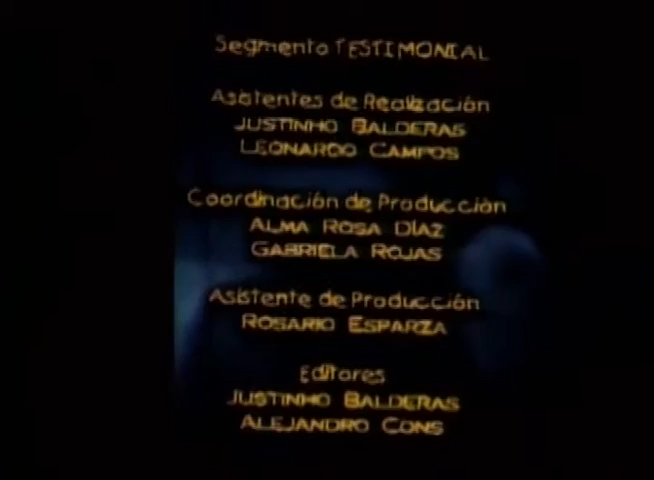 Segmento TESTIMONIAL
Asistentes de Realización
JUSTINHO BALDERAS
LEONARDO CAMPOS
Coordinación de Producción
ALMA ROSA DÍAZ
GABRIELA ROJAS
Asistente de Producción
ROSARIO ESPARZA
Editores
JUSTINHO BALDERAS
ALEJANDRO CONS